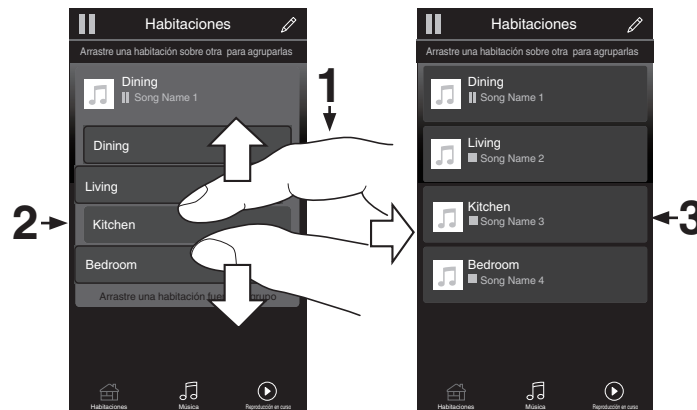 Habitaciones
Arrastre una habitación sobre otra para agruparlas
Dining
Song Name 1
Dining
Living
Kitchen
Bedroom
Arrastre una habitación fue grupo
Habitaciones
Música
Reproducción en curso
1
2
Habitaciones
Arrastre una habitación sobre otra para agruparlas
Dining
Song Name 1
Living
Song Name 2
Kitchen
Song Name 3
Bedroom
Song Name 4
Habitaciones
Música
Reproducción en curso
3